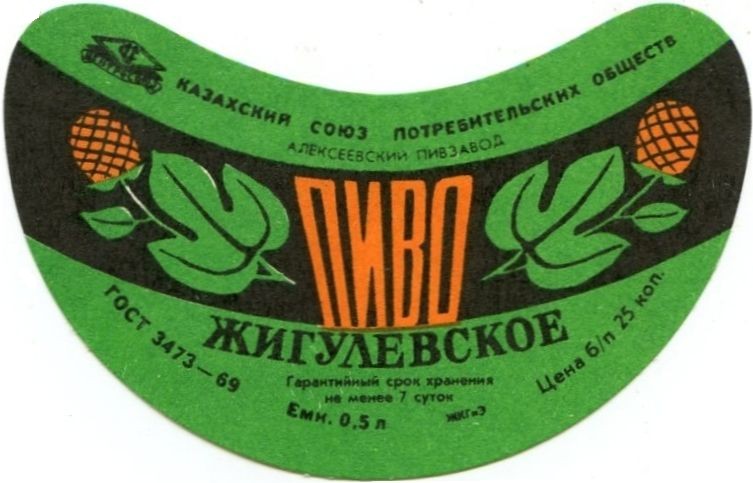 КАЗАХСКИЙ СОЮЗ ПОТРЕБИТЕЛЬСКИХ ОБЩЕСТВ
АЛЕКСЕЕВСКИЙ ПИВЗАВОД
ПИВО
ЖИГУЛЕВСКОЕ
ГОСТ 3473—69
Гарантийный срок хранения
не менее 7 суток
Емк. 0,5 л
ЖКГиЭ
Цена б/п 25 коп.